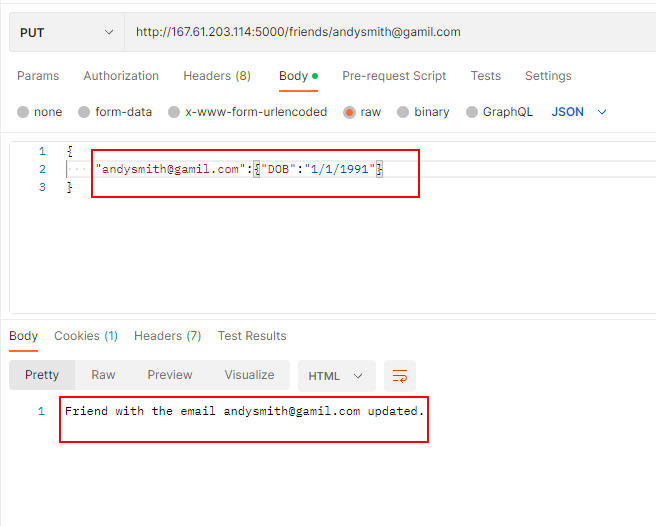 PUT http://167.61.203.114:5000/friends/andysmith@gamil.com
Params Authorization Headers (8) Body Pre-request Script Tests Settings
none form-data x-www-form-urlencoded raw binary GraphQL JSON
1 {
2 "andysmith@gamil.com":{"DOB":"1/1/1991"}
3 }
Body Cookies (1) Headers (7) Test Results
Pretty Raw Preview Visualize HTML
1 Friend with the email andysmith@gamil.com updated.